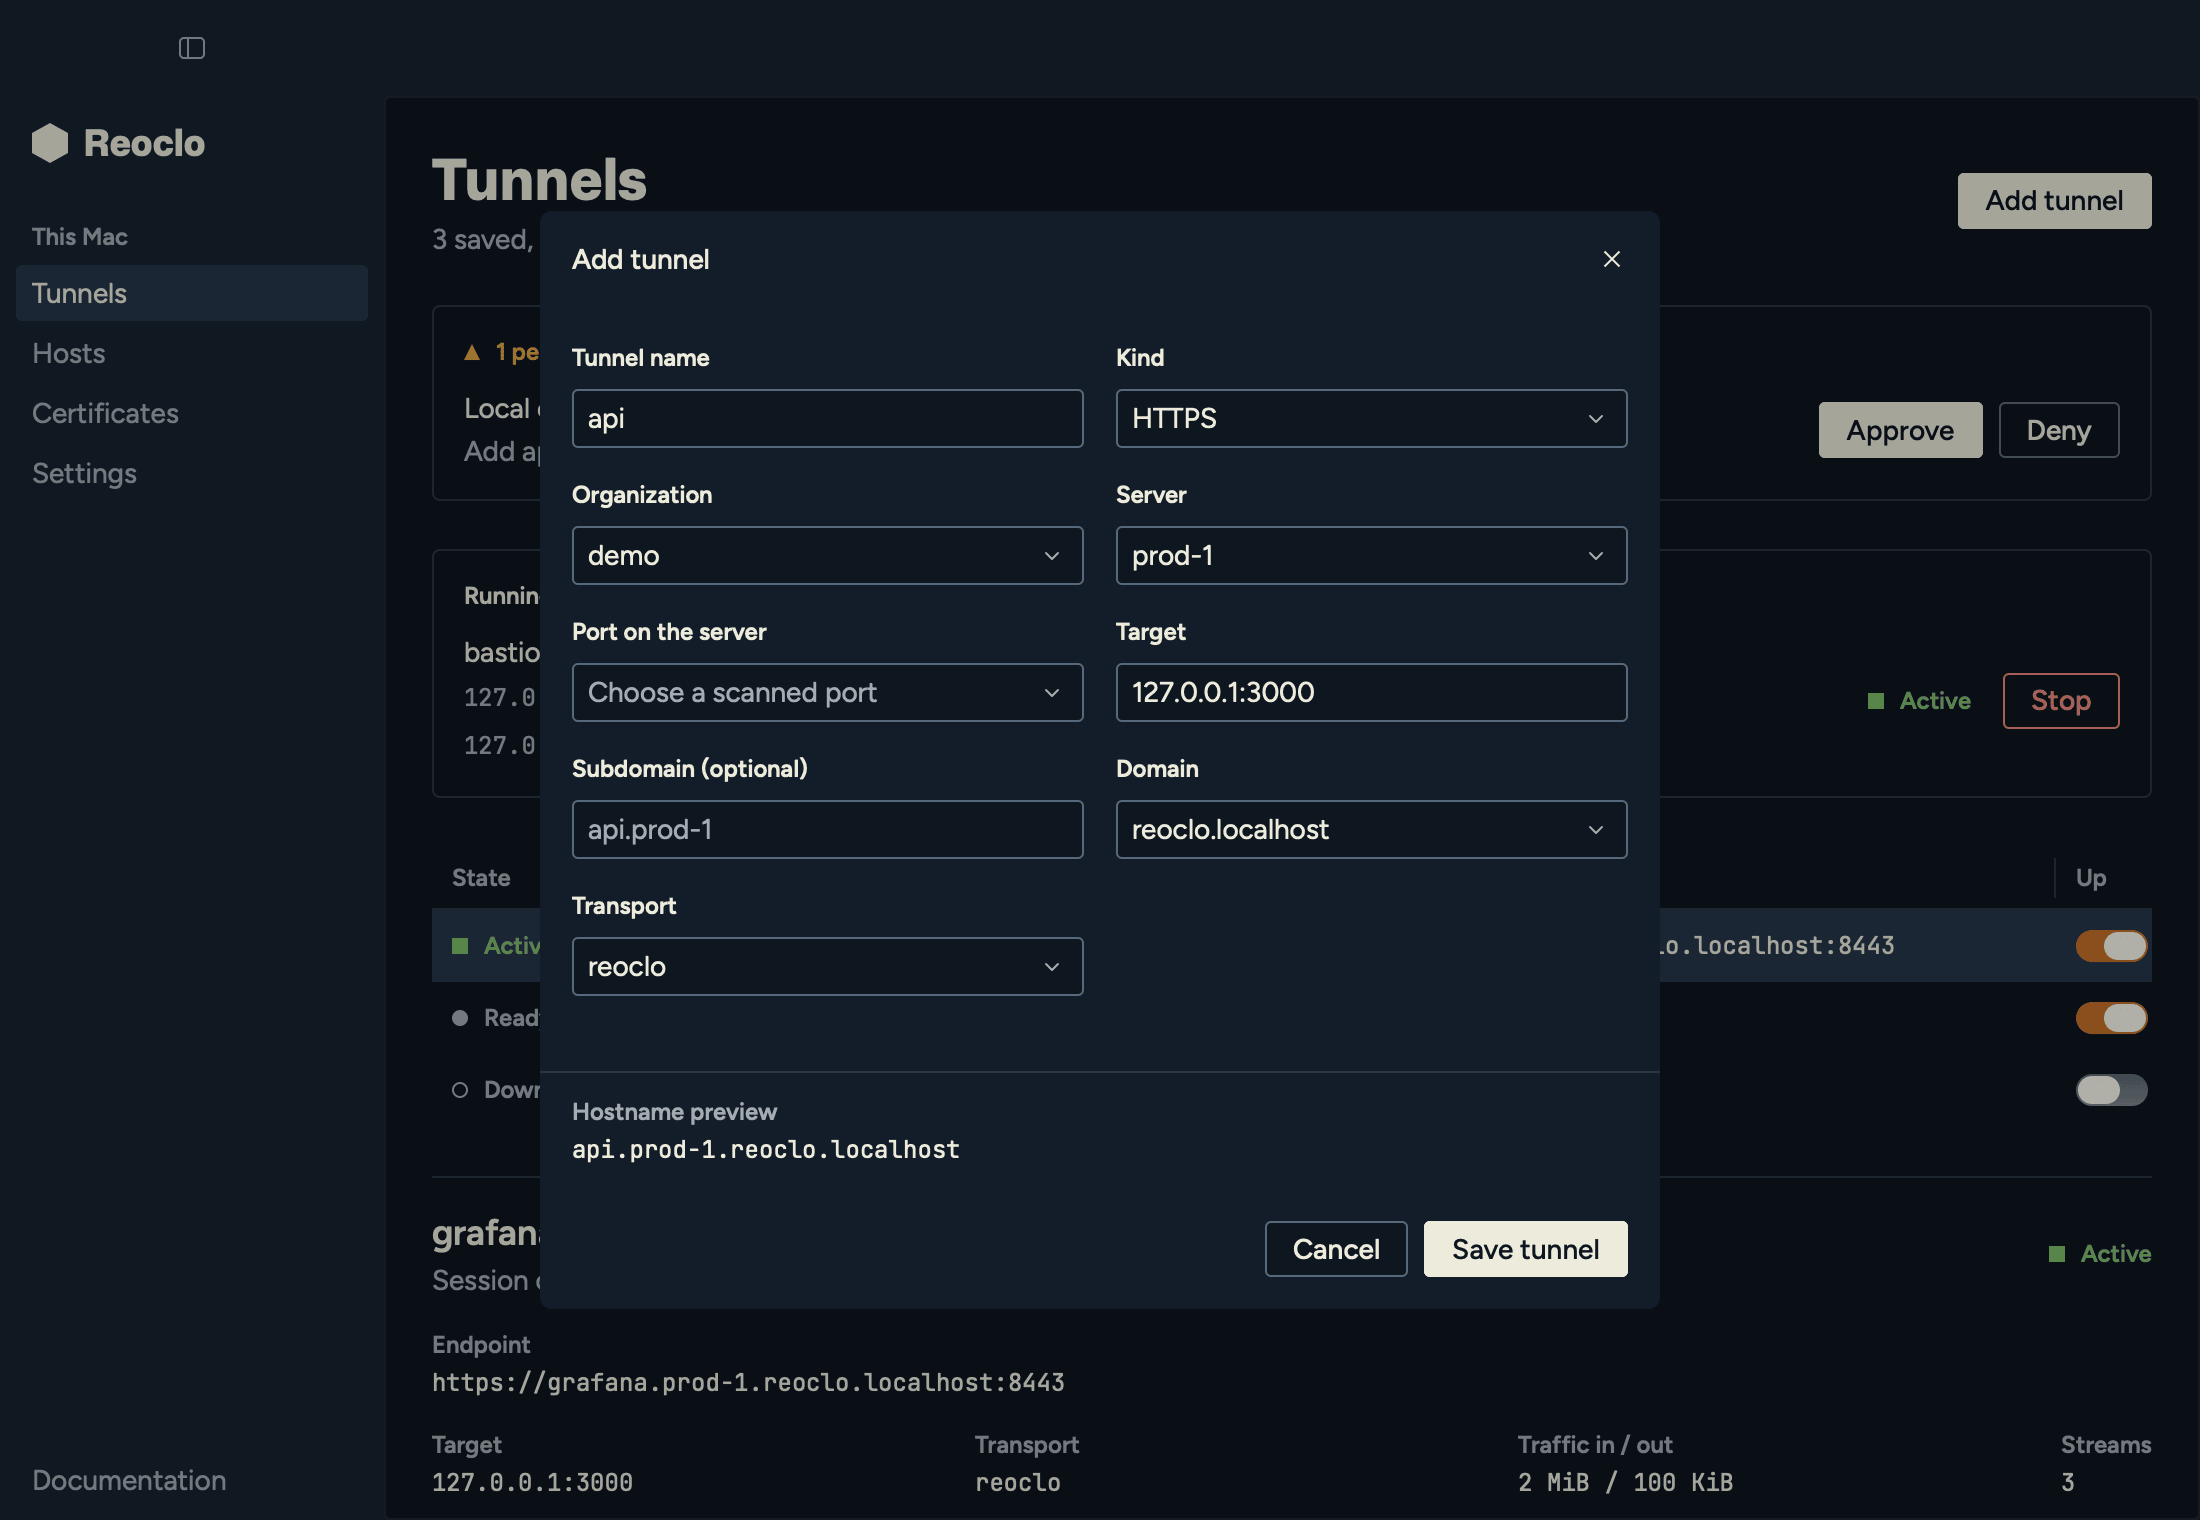 Reoclo
This Mac
Tunnels
Hosts
Certificates
Settings
Documentation
Tunnels
3 saved,
Add tunnel
1 pe
Local
Add ap
Approve
Deny
Runnin
bastio
127.0
127.0
Active
Stop
State
Up
Activ
lo.localhost:8443
Ready
Down
grafana
Session
Active
Endpoint
https://grafana.prod-1.reoclo.localhost:8443
Target
Transport
Traffic in / out
Streams
127.0.0.1:3000
reoclo
2 MiB / 100 KiB
3
Add tunnel
Tunnel name
Kind
api
HTTPS
Organization
Server
demo
prod-1
Port on the server
Target
Choose a scanned port
127.0.0.1:3000
Subdomain (optional)
Domain
api.prod-1
reoclo.localhost
Transport
reoclo
Hostname preview
api.prod-1.reoclo.localhost
Cancel
Save tunnel